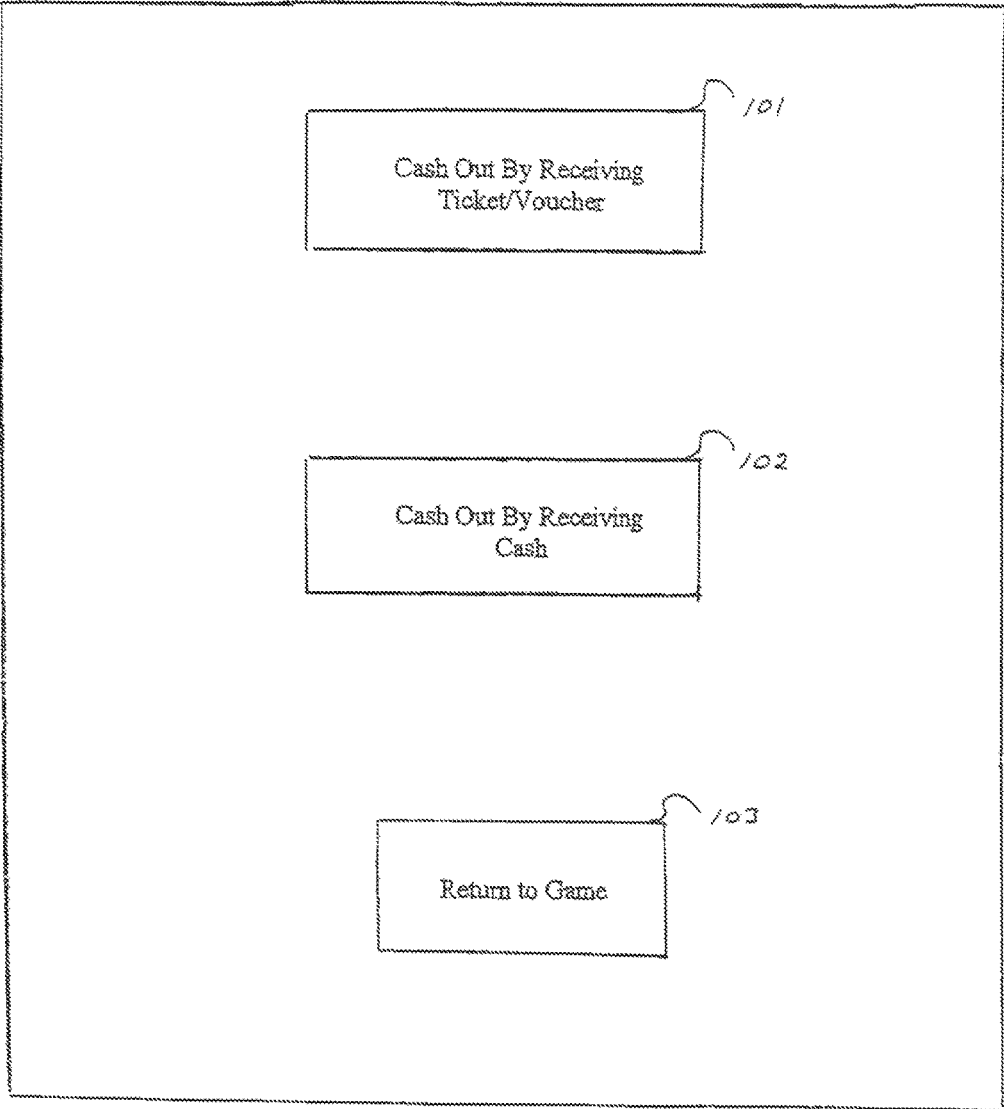 101
Cash Out By Receiving
Ticket/Voucher
102
Cash Out By Receiving
Cash
103
Return to Game